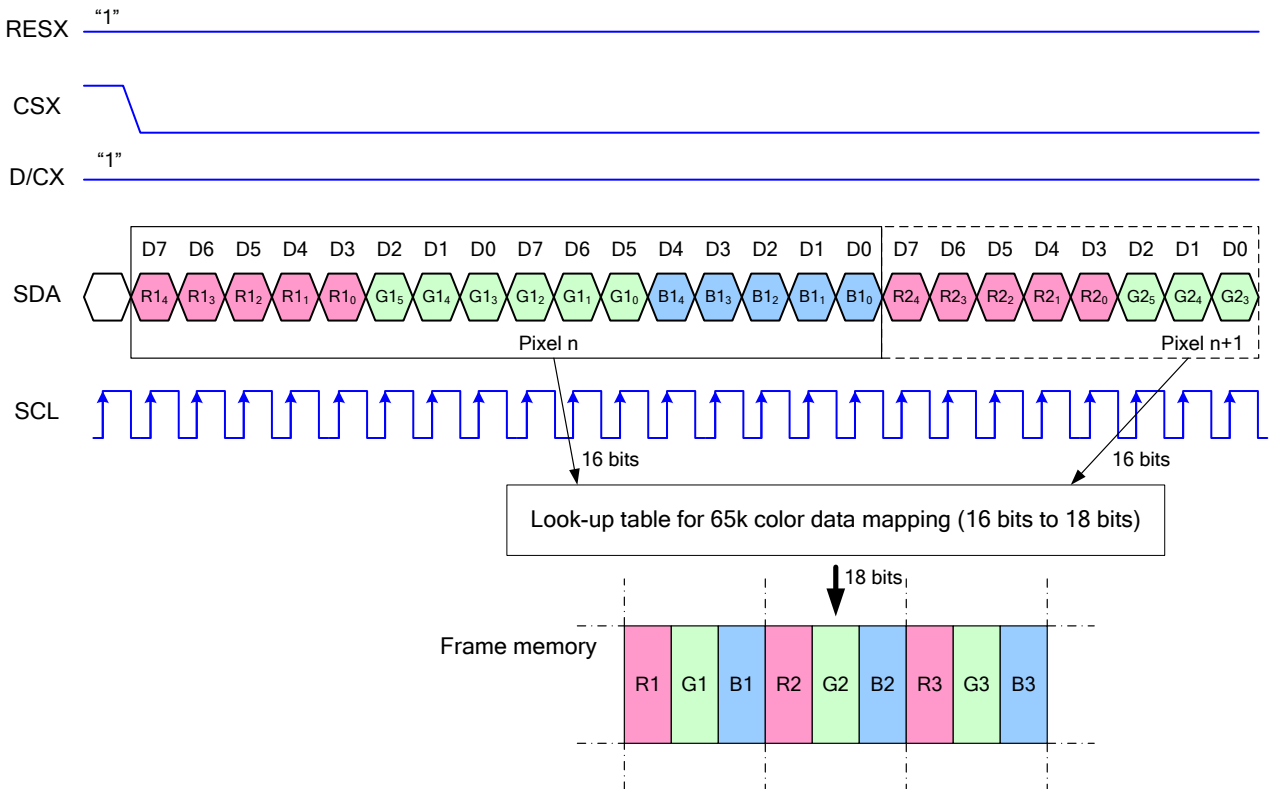 RESX “1”
CSX
D/CX “1”
D7 D6 D5 D4 D3 D2 D1 D0 D7 D6 D5 D4 D3 D2 D1 D0 D7 D6 D5 D4 D3 D2 D1 D0
SDA R1₄ R1₃ R1₂ R1₁ R1₀ G1₅ G1₄ G1₃ G1₂ G1₁ G1₀ B1₄ B1₃ B1₂ B1₁ B1₀ R2₄ R2₃ R2₂ R2₁ R2₀ G2₅ G2₄ G2₃
Pixel n Pixel n+1
SCL
16 bits 16 bits
Look-up table for 65k color data mapping (16 bits to 18 bits)
18 bits
Frame memory
R1 G1 B1 R2 G2 B2 R3 G3 B3